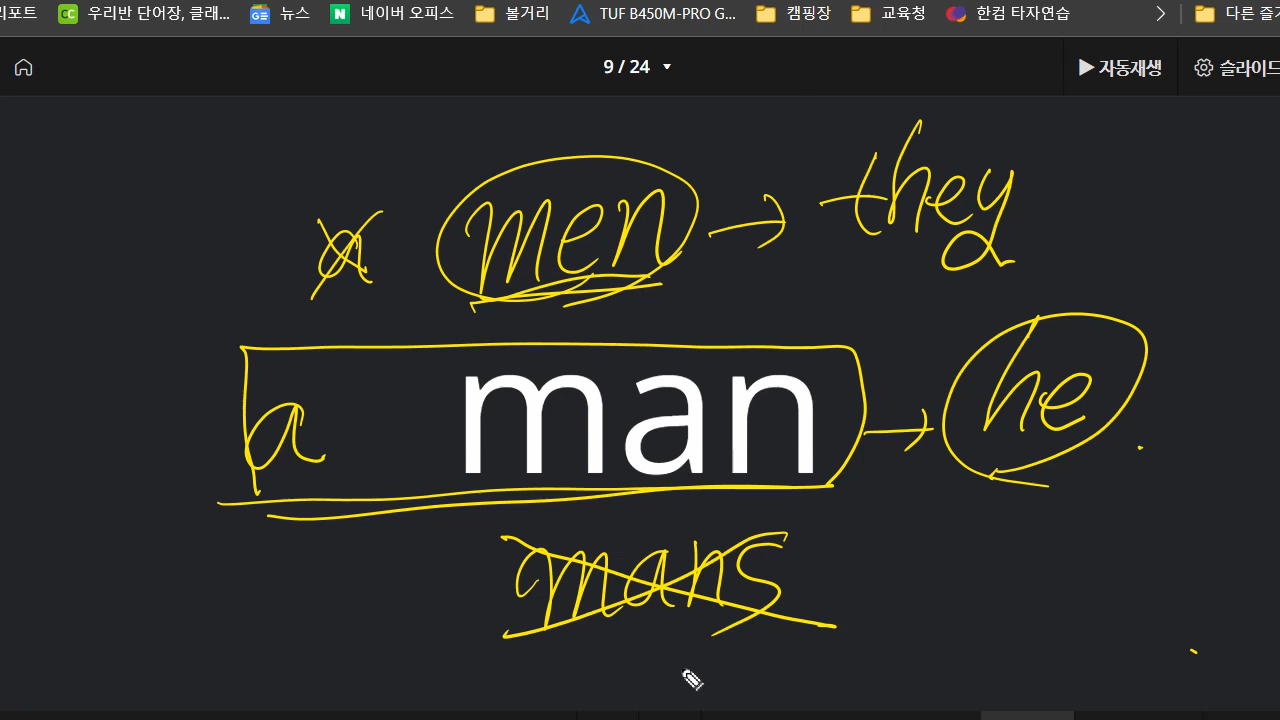 리포트 우리반 단어장, 클래... 뉴스 네이버 오피스 볼거리 TUF B450M-PRO G... 캠핑장 교육청 한컴 타자연습 다른 즐겨
9 / 24 자동재생 슬라이드
a men → they
a man → he
mans